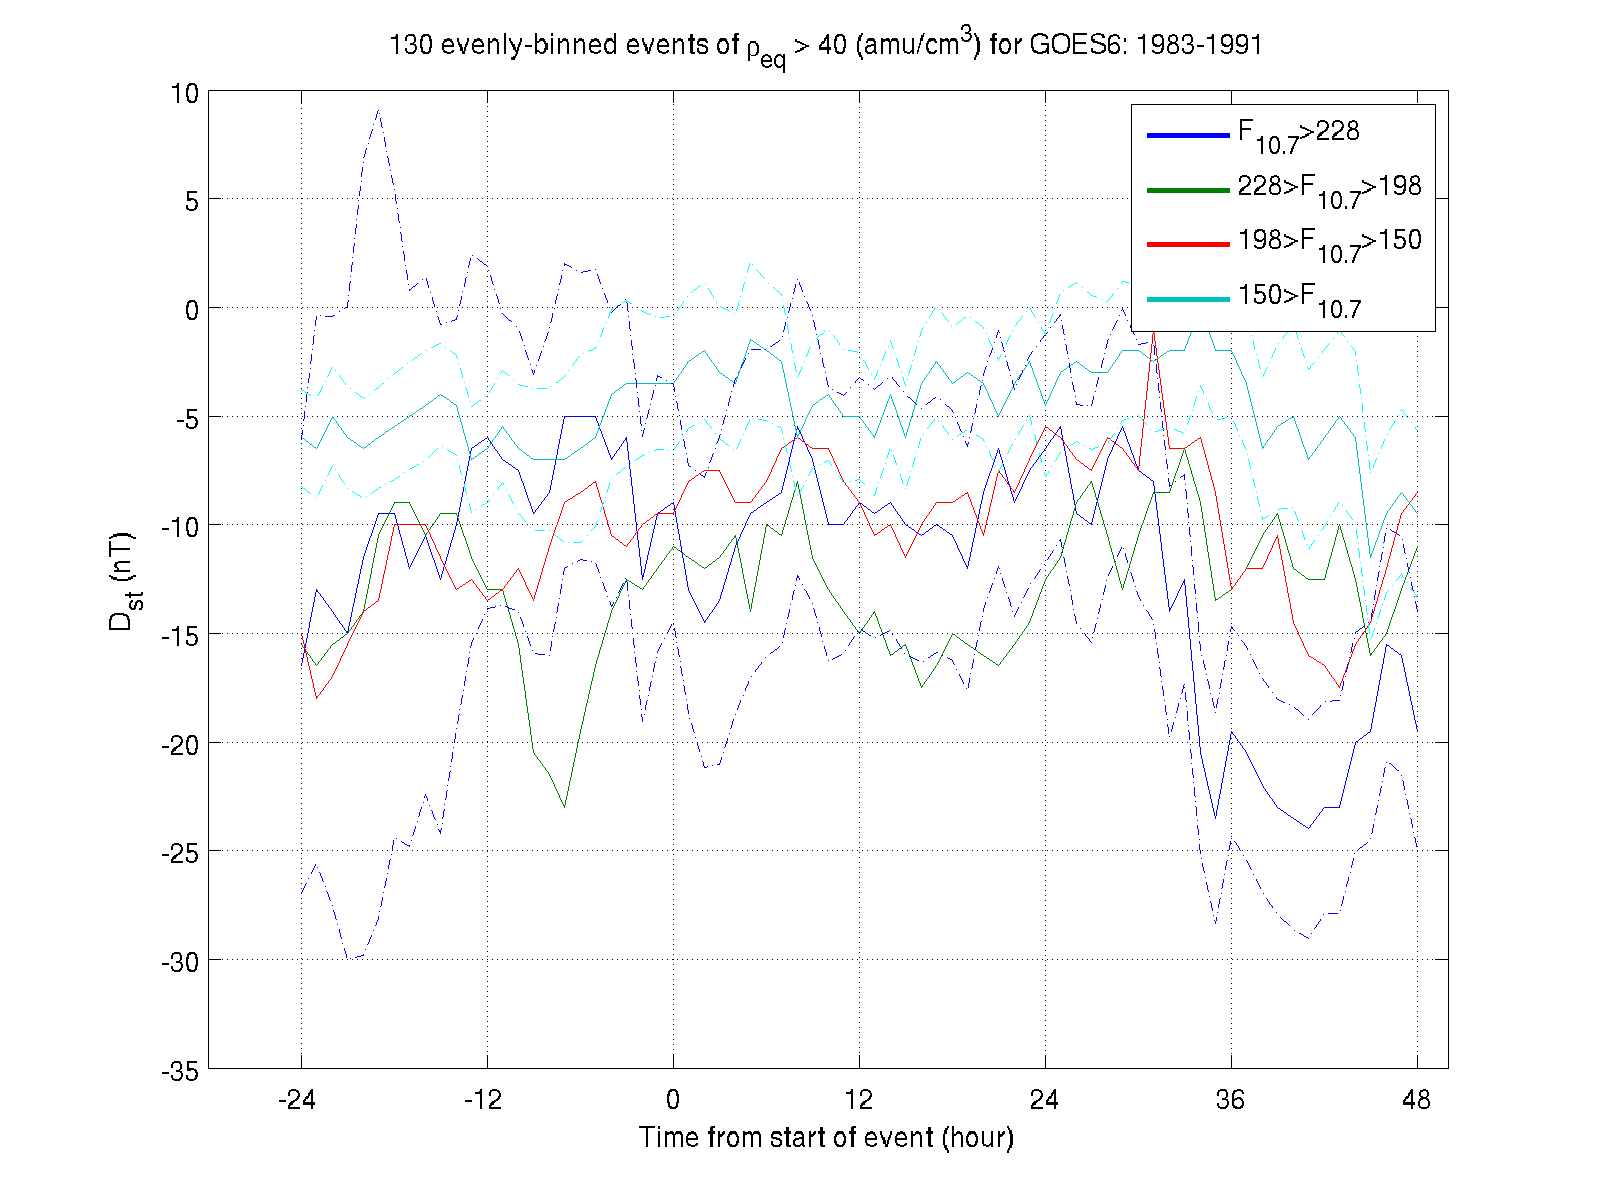 130 evenly-binned events of ρeq > 40 (amu/cm3) for GOES6: 1983-1991
10
5
0
-5
-10
-15
-20
-25
-30
-35
Dst (nT)
F10.7>228
228>F10.7>198
198>F10.7>150
150>F10.7
-24
-12
0
12
24
36
48
Time from start of event (hour)